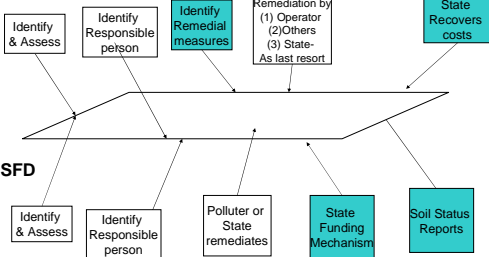 Identify
& Assess
Identify
Responsible
person
Identify
Remedial
measures
Remediation by
(1) Operator
(2)Others
(3) State-
As last resort
State
Recovers
costs
SFD
Identify
& Assess
Identify
Responsible
person
Polluter or
State
remediates
State
Funding
Mechanism
Soil Status
Reports